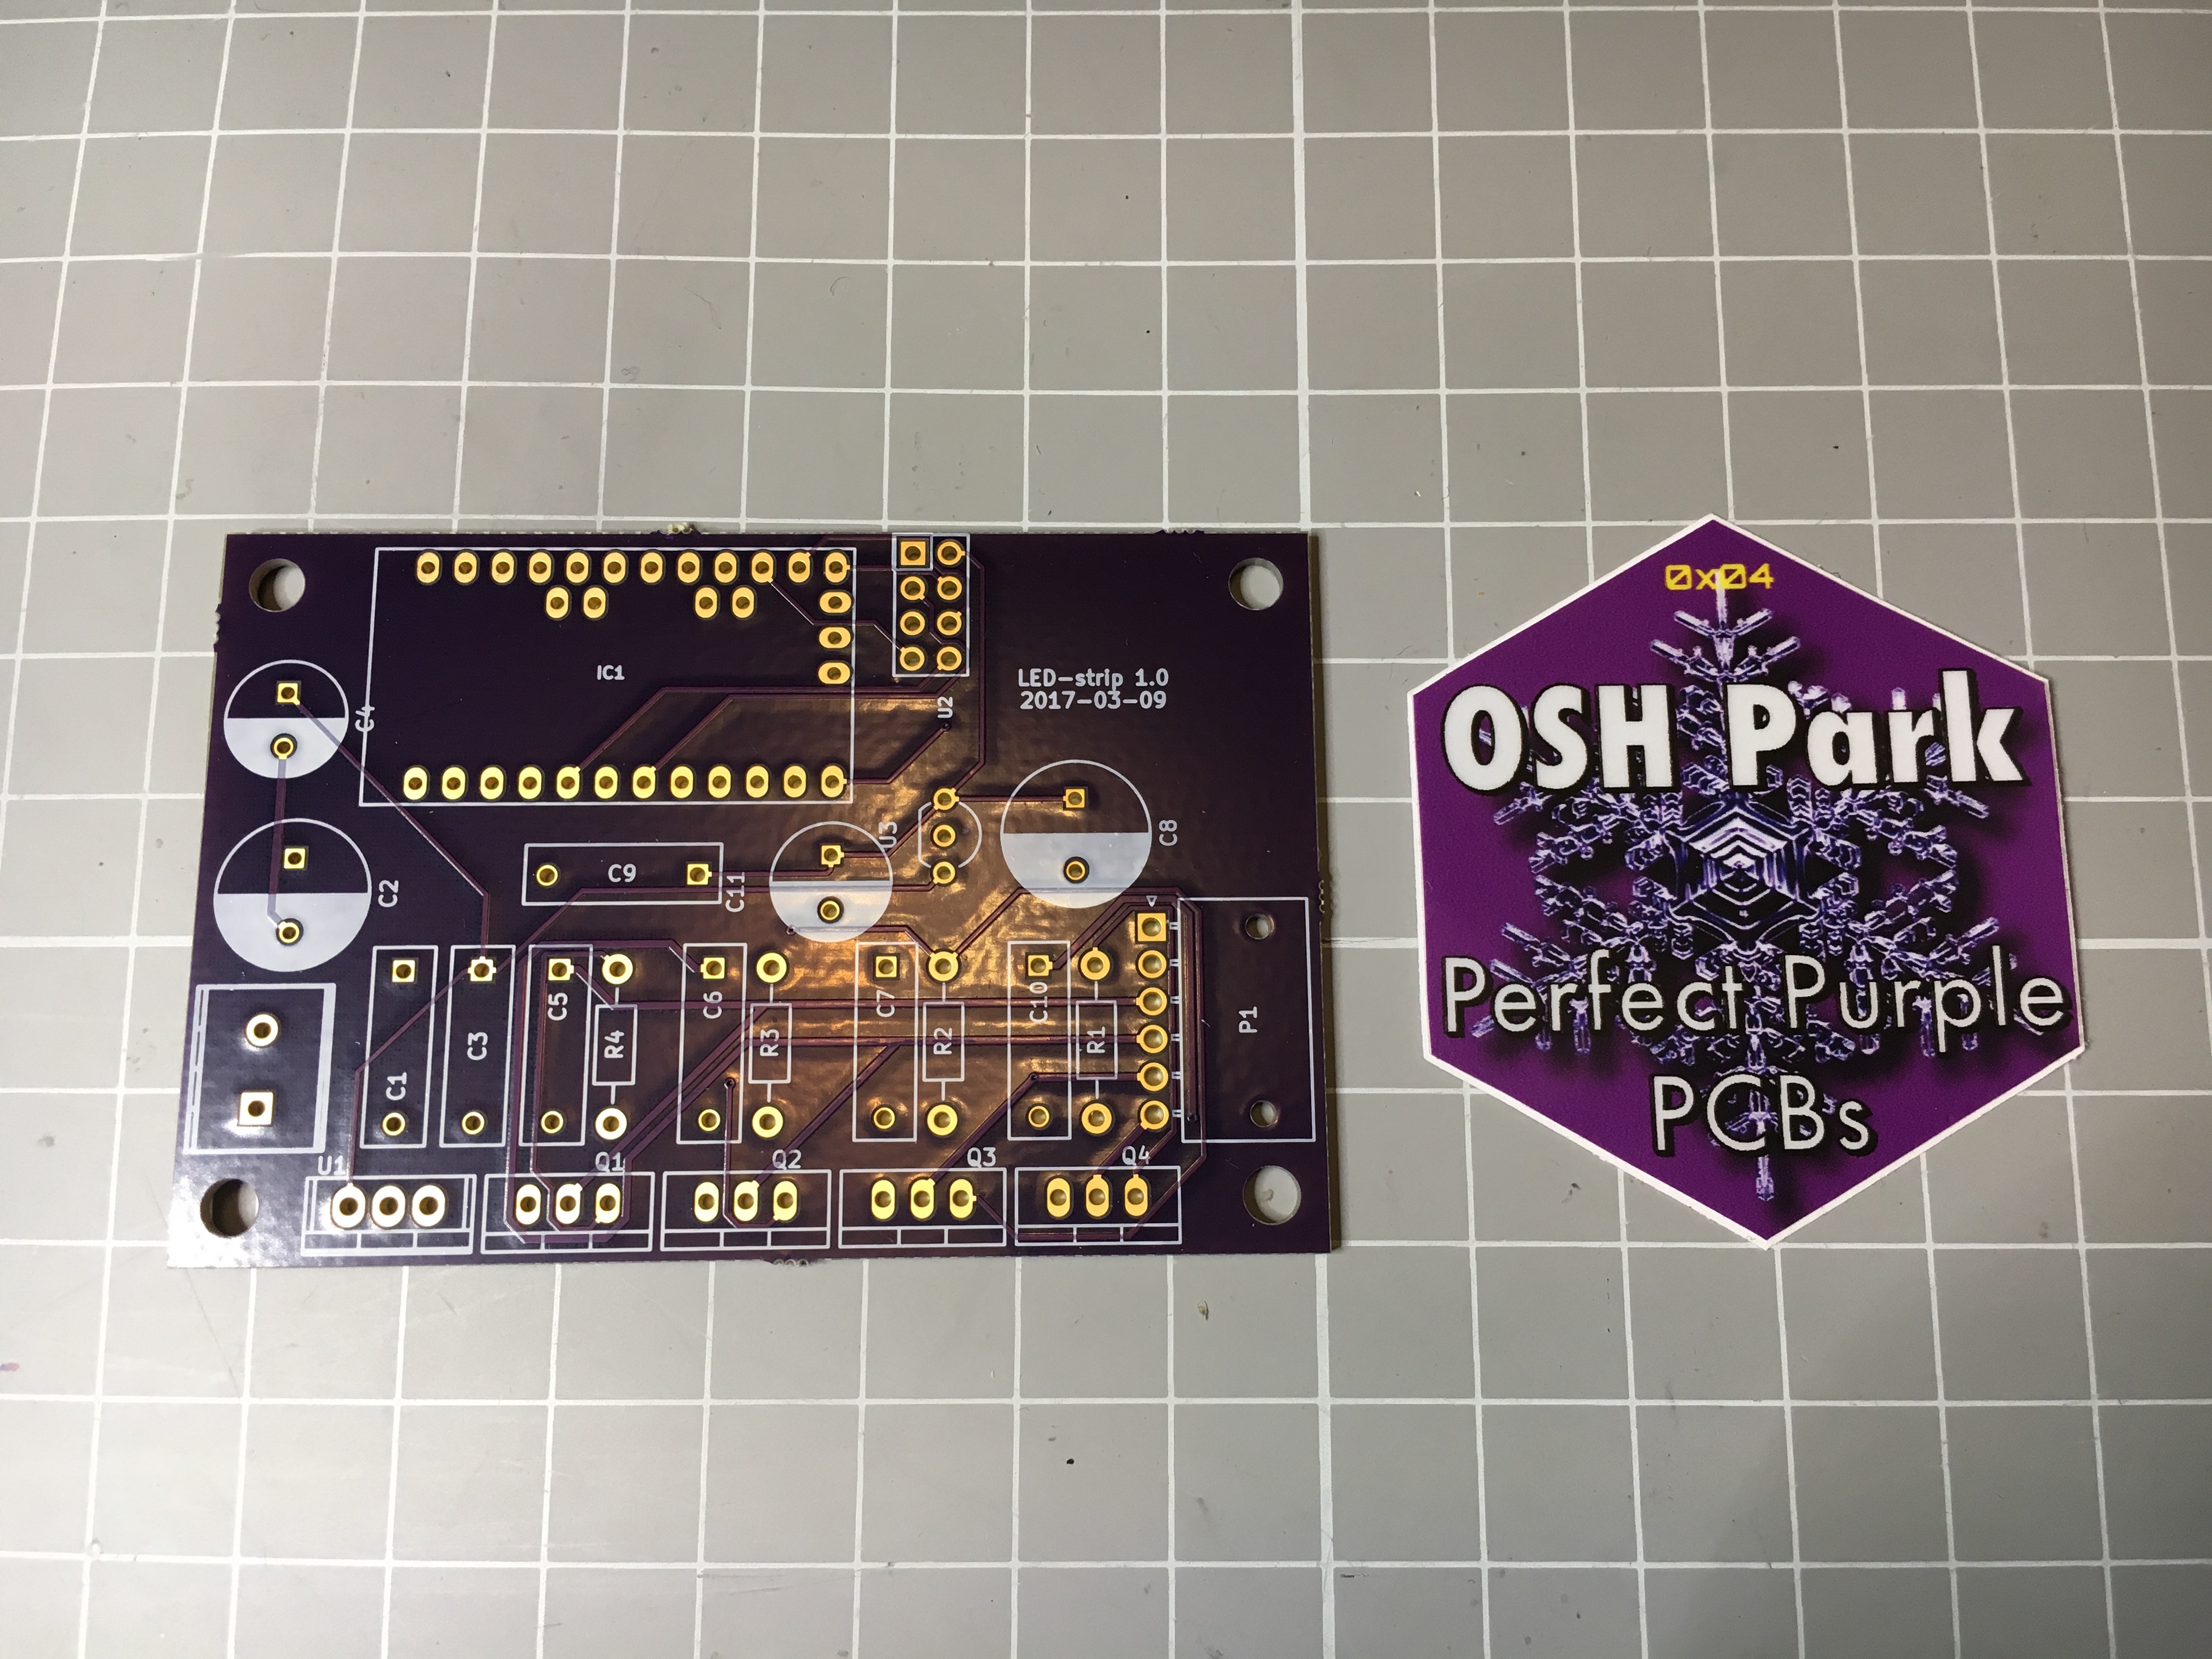 IC1
U2
LED-strip 1.0
2017-03-09
C4
C2
C9
C11
U3
C8
C1
C3
C5
R4
C6
R3
C7
R2
C10
R1
P1
U1
Q1
Q2
Q3
Q4
0x04
OSH Park
Perfect Purple
PCBs